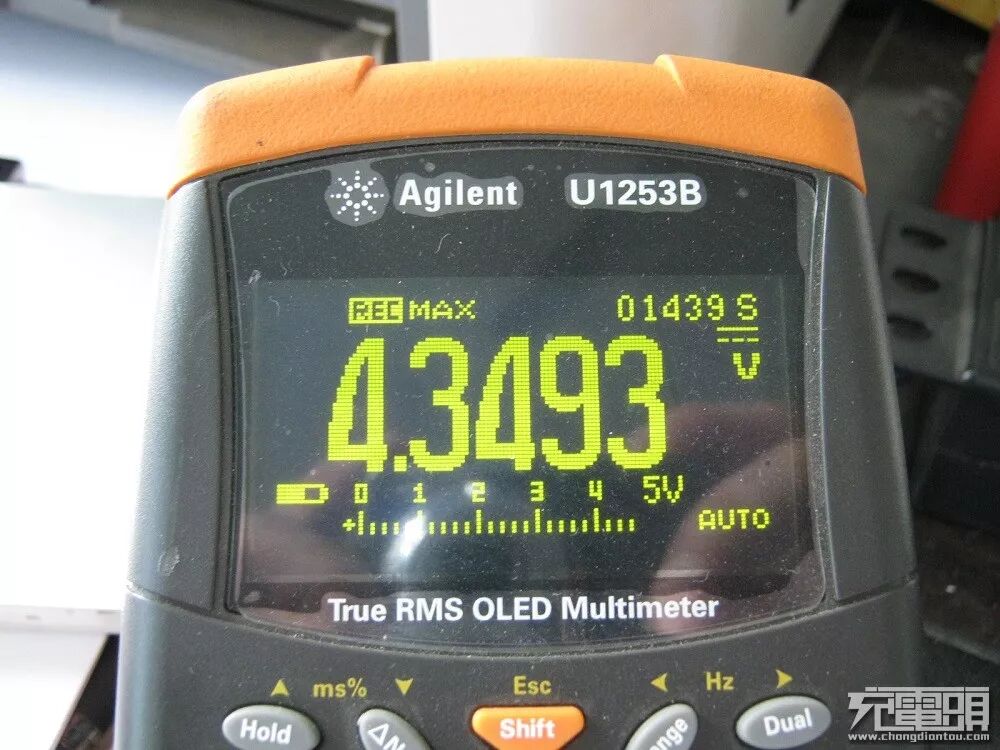 Agilent U1253B
REC MAX 01439 S
4.3493 V
0 1 2 3 4 5V
+
AUTO
True RMS OLED Multimeter
ms% Esc Hz
Hold Shift Dual
充電頭
www.chongdiantou.com